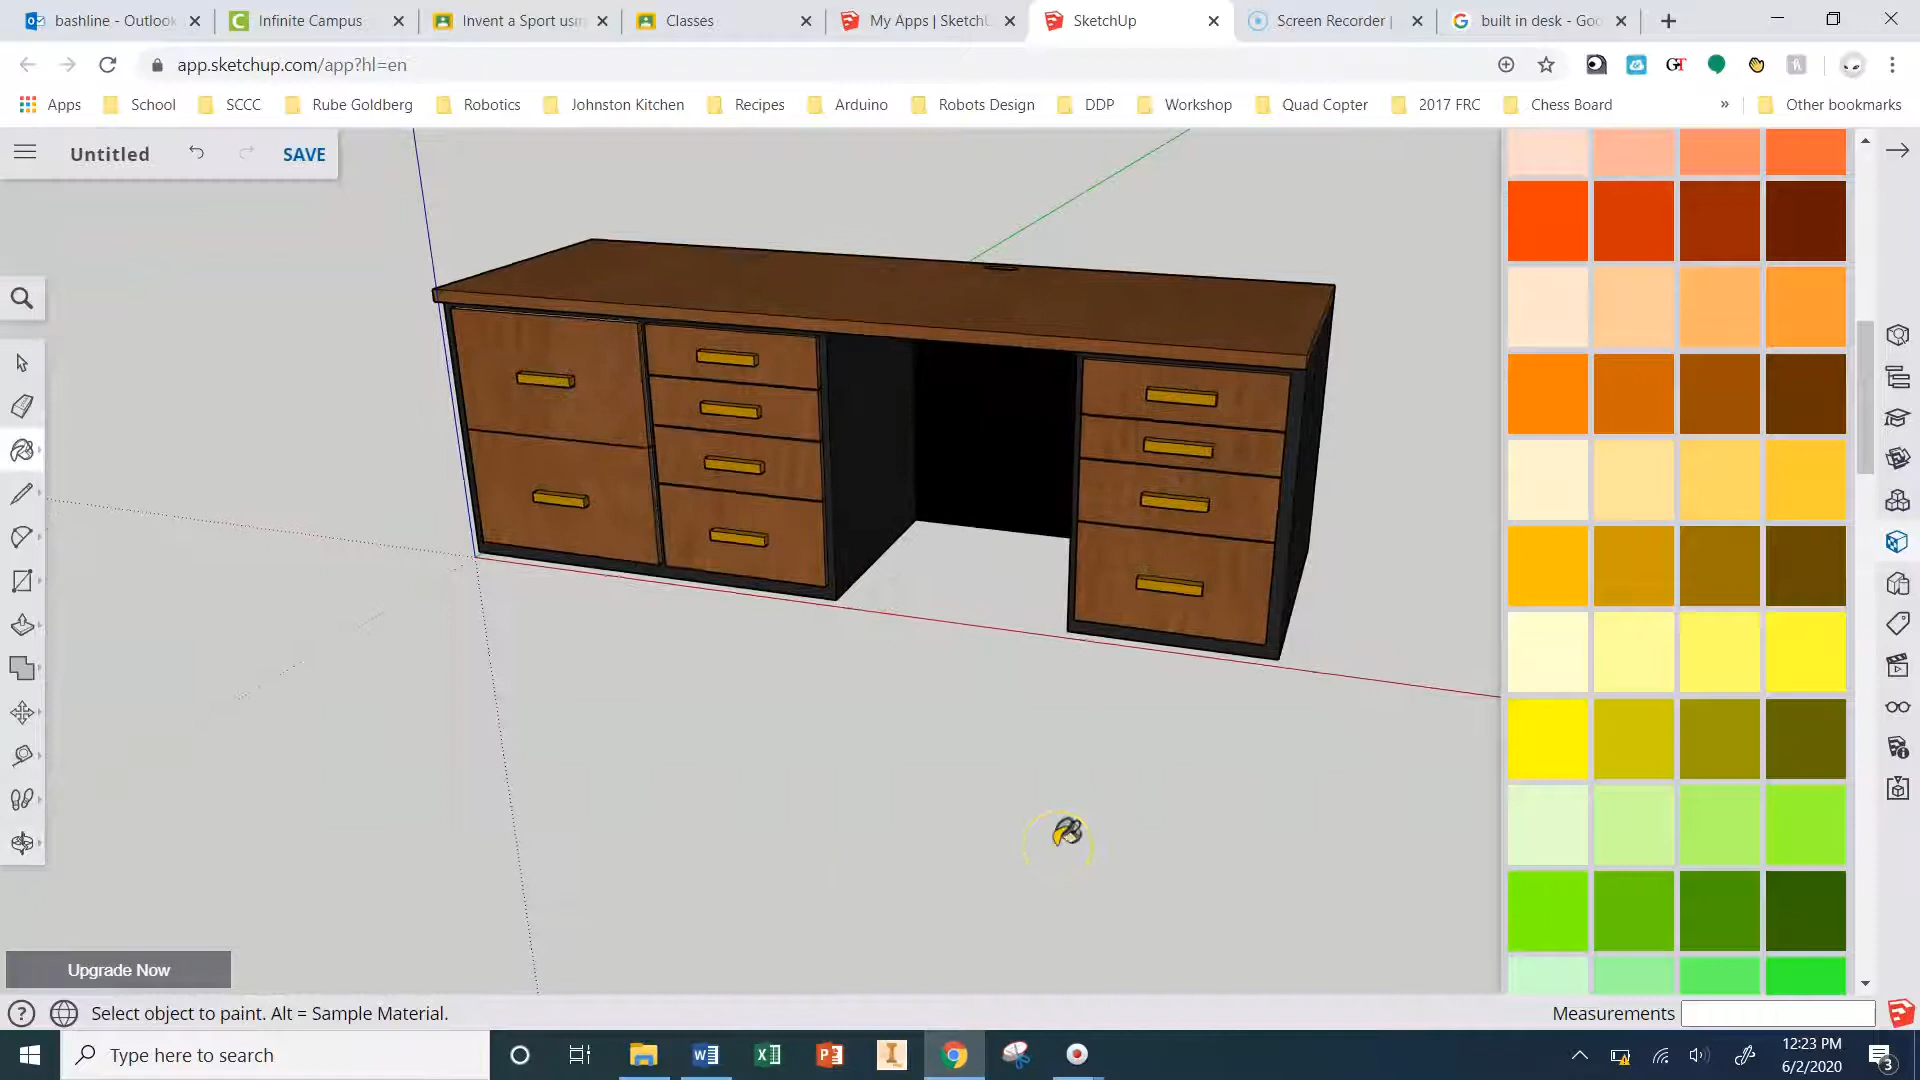 bashline - Outlook
Infinite Campus
Invent a Sport usin
Classes
My Apps | SketchU
SketchUp
Screen Recorder |
built in desk - Goo
app.sketchup.com/app?hl=en
Apps
School
SCCC
Rube Goldberg
Robotics
Johnston Kitchen
Recipes
Arduino
Robots Design
DDP
Workshop
Quad Copter
2017 FRC
Chess Board
»
Other bookmarks
Untitled
SAVE
Upgrade Now
Select object to paint. Alt = Sample Material.
Measurements
Type here to search
12:23 PM
6/2/2020
3